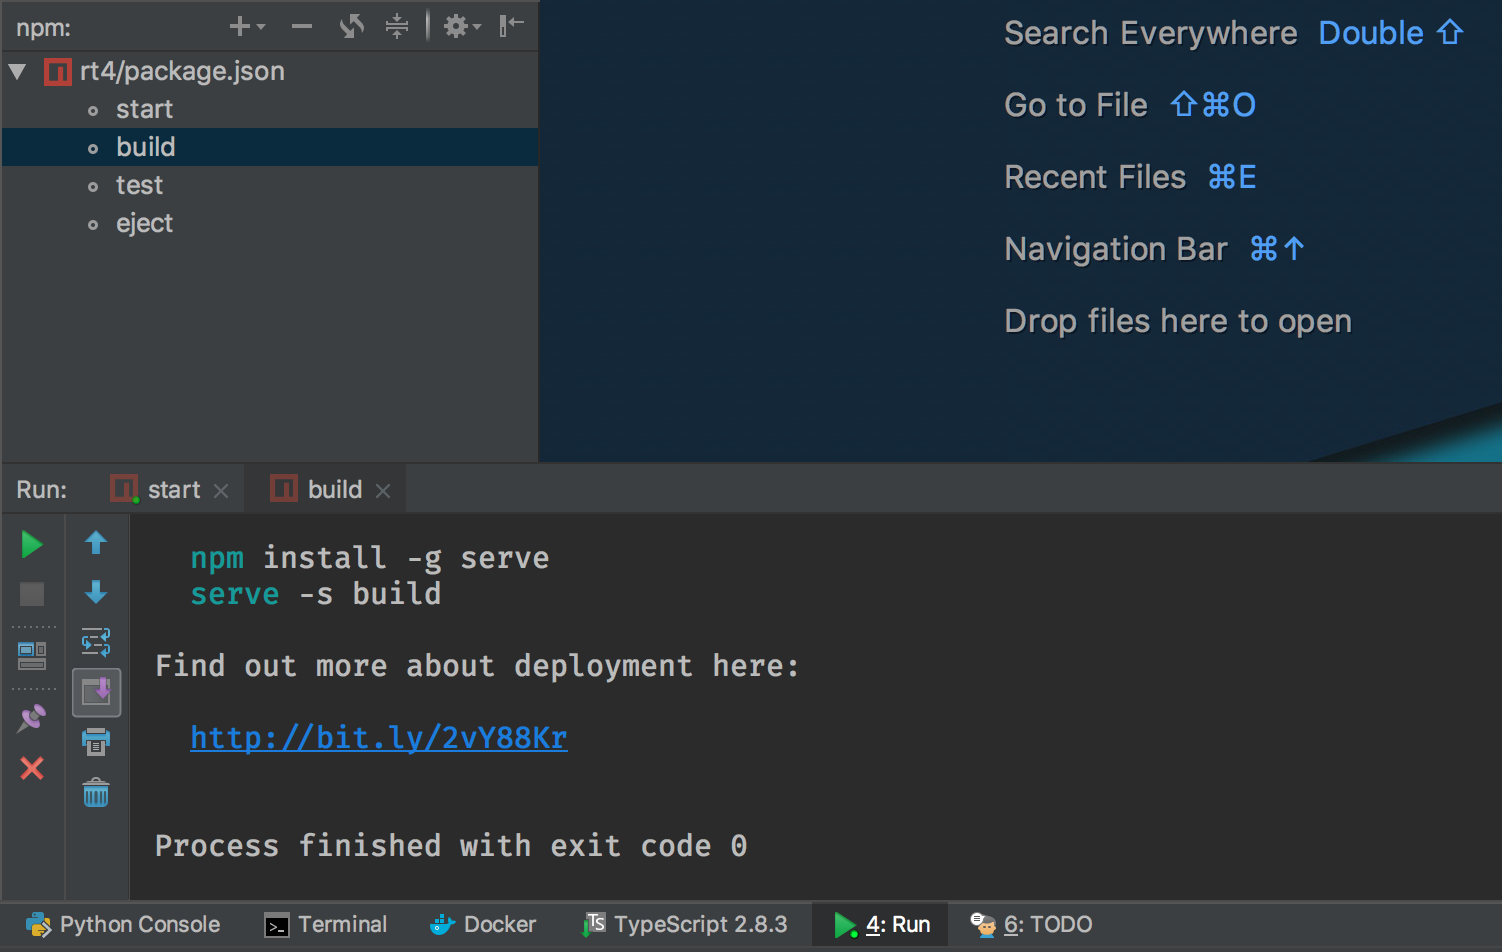 npm:
rt4/package.json
start
build
test
eject
Search Everywhere Double ⇧
Go to File ⇧⌘O
Recent Files ⌘E
Navigation Bar ⌘↑
Drop files here to open
Run: start build
npm install -g serve
serve -s build
Find out more about deployment here:
http://bit.ly/2vY88Kr
Process finished with exit code 0
Python Console Terminal Docker TS TypeScript 2.8.3 4: Run 6: TODO